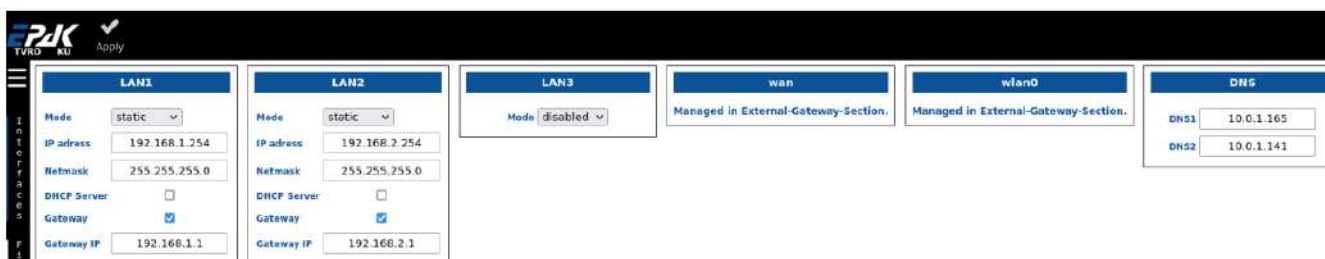 EPAK
TVRO KU
Apply
Interfaces
Fi
LAN1
Mode static
IP adress 192.168.1.254
Netmask 255.255.255.0
DHCP Server
Gateway
Gateway IP 192.168.1.1
LAN2
Mode static
IP adress 192.168.2.254
Netmask 255.255.255.0
DHCP Server
Gateway
Gateway IP 192.168.2.1
LAN3
Mode disabled
wan
Managed in External-Gateway-Section.
wlan0
Managed in External-Gateway-Section.
DNS
DNS1 10.0.1.165
DNS2 10.0.1.141